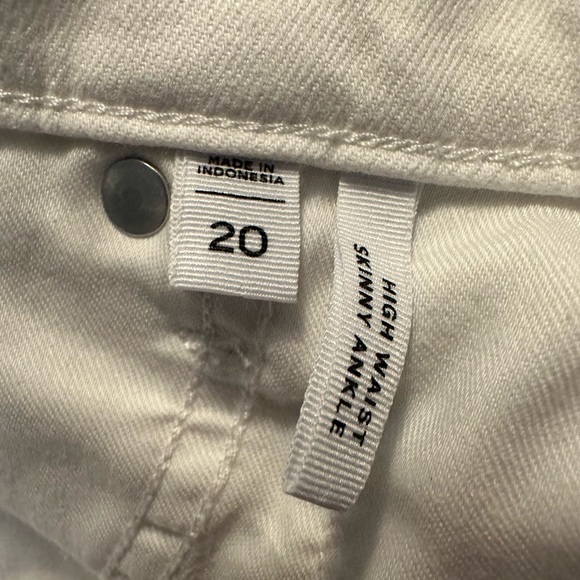 MADE IN
INDONESIA
20
HIGH WAIST
SKINNY ANKLE